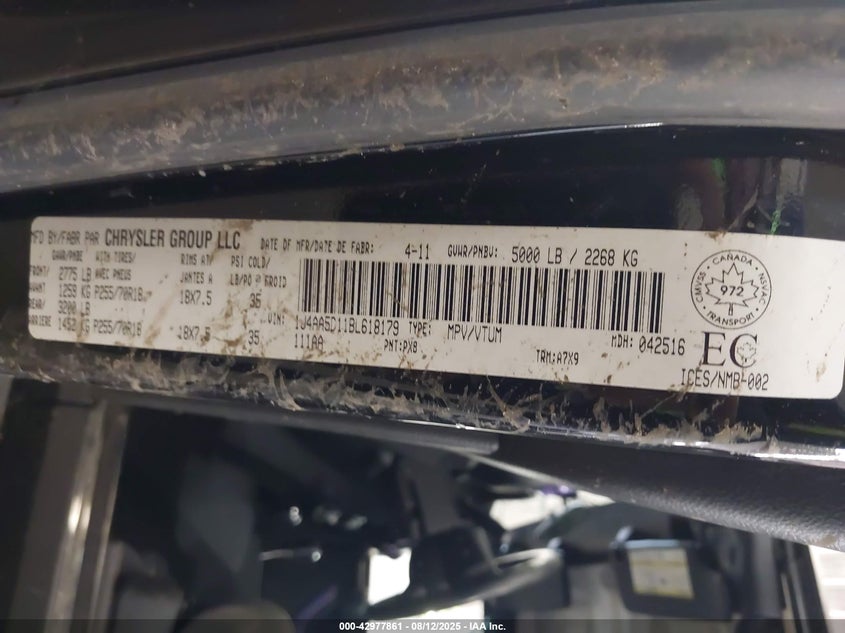 MFD BY/FABR PAR CHRYSLER GROUP LLC
DATE OF MFR/DATE DE FABR: 4-11 GVWR/PNBV: 5000 LB / 2268 KG
GAWR/PNBE WITH TIRES/ RIMS AT/ PSI COLD/
FRONT/ 2775 LB AVEC PNEUS JANTES A LB/PO FROID
AVANT 1259 KG P255/70R18 18X7.5 35
REAR/ 3200 LB
ARRIERE 1452 KG P255/70R18 18X7.5 35
VIN: 1J4AA5D11BL618179 TYPE: MPV/VTUM MDH: 042516
111AA PNT:PX8 TRM:A7X9
CANADA
CMVSS 972 NSVAC
TRANSPORT
EC
ICES/NMB-002
000-42977861 - 08/12/2025 - IAA Inc.